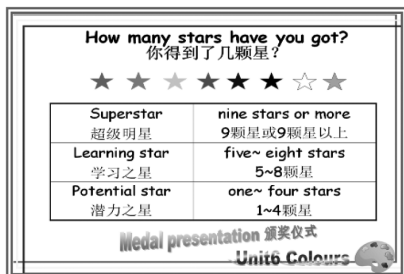 How many stars have you got?
你得到了几颗星？
Superstar
超级明星
nine stars or more
9颗星或9颗星以上
Learning star
学习之星
five~ eight stars
5~8颗星
Potential star
潜力之星
one~ four stars
1~4颗星
Medal presentation 颁奖仪式
Unit6 Colours